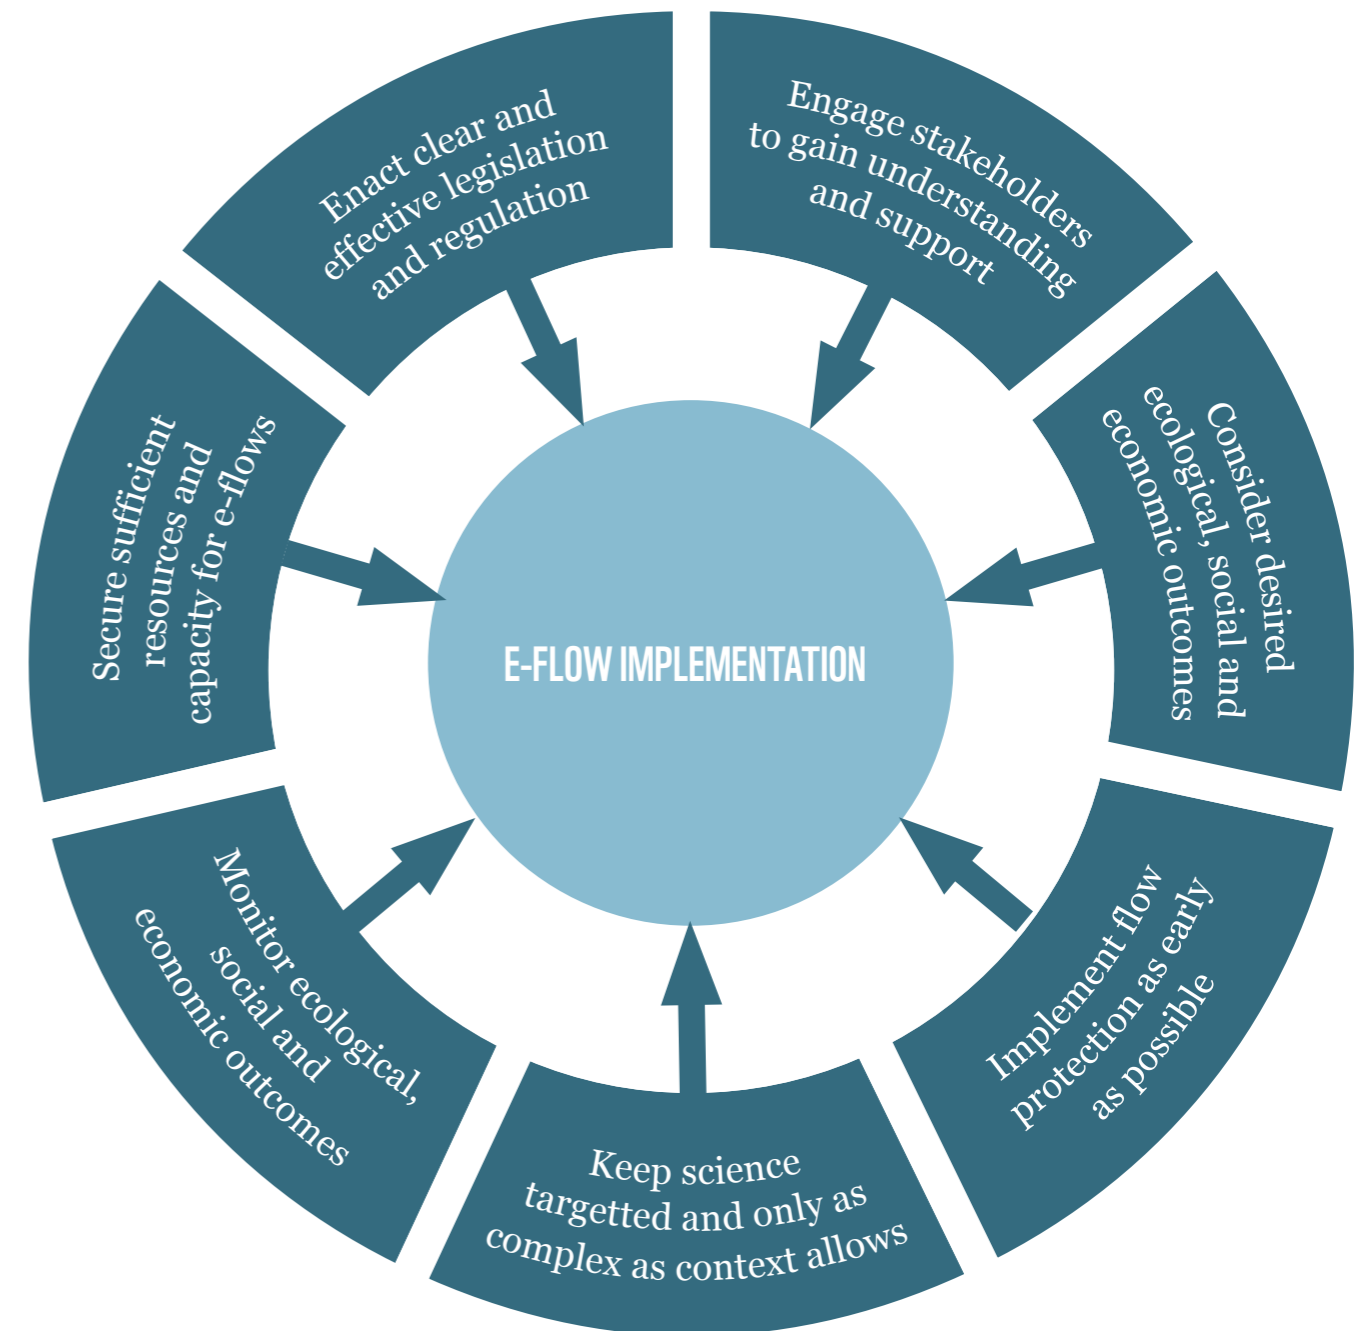 Enact clear and
effective legislation
and regulation
Engage stakeholders
to gain understanding
and support
Consider desired
ecological, social and
economic outcomes
Implement flow
protection as early
as possible
Keep science
targetted and only as
complex as context allows
Monitor ecological,
social and
economic outcomes
Secure sufficient
resources and
capacity for e-flows
E-FLOW IMPLEMENTATION